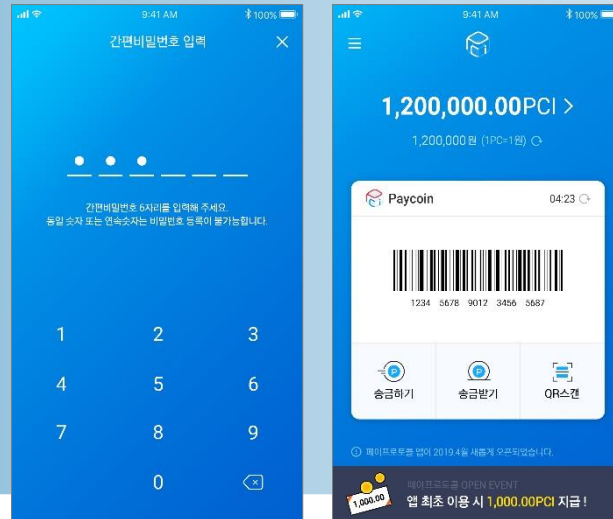 9:41 AM
100%
간편비밀번호 입력
간편비밀번호 6자리를 입력해 주세요.
동일 숫자 또는 연속숫자는 비밀번호 등록이 불가능합니다.
1 2 3
4 5 6
7 8 9
0
9:41 AM
100%
1,200,000.00PCI >
1,200,000원 (1PC=1원)
Paycoin
04:23
1234 5678 9012 3456 5687
송금하기 송금받기 QR스캔
페이프로토콜 앱이 2019.4월 새롭게 오픈되었습니다.
페이프로토콜 OPEN EVENT
1,000.00
앱 최초 이용 시 1,000.00PCI 지급 !